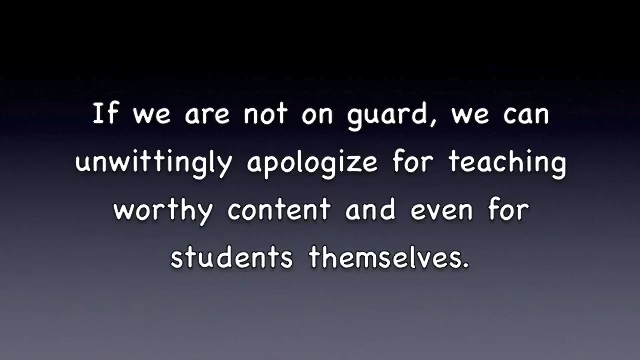 If we are not on guard, we can
unwittingly apologize for teaching
worthy content and even for
students themselves.